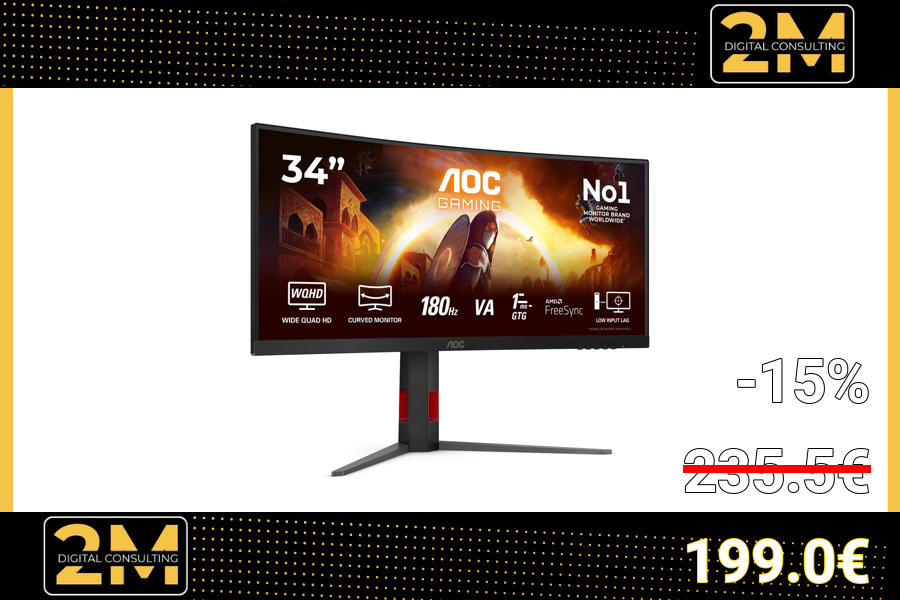 2M
DIGITAL CONSULTING
34”
AOC
GAMING
No1
GAMING
MONITOR BRAND
WORLDWIDE*
WQHD
WIDE QUAD HD
CURVED MONITOR
180Hz
VA
1ms
GTG
AMD
FreeSync
LOW INPUT LAG
AOC
-15%
235.5€
2M
DIGITAL CONSULTING
199.0€